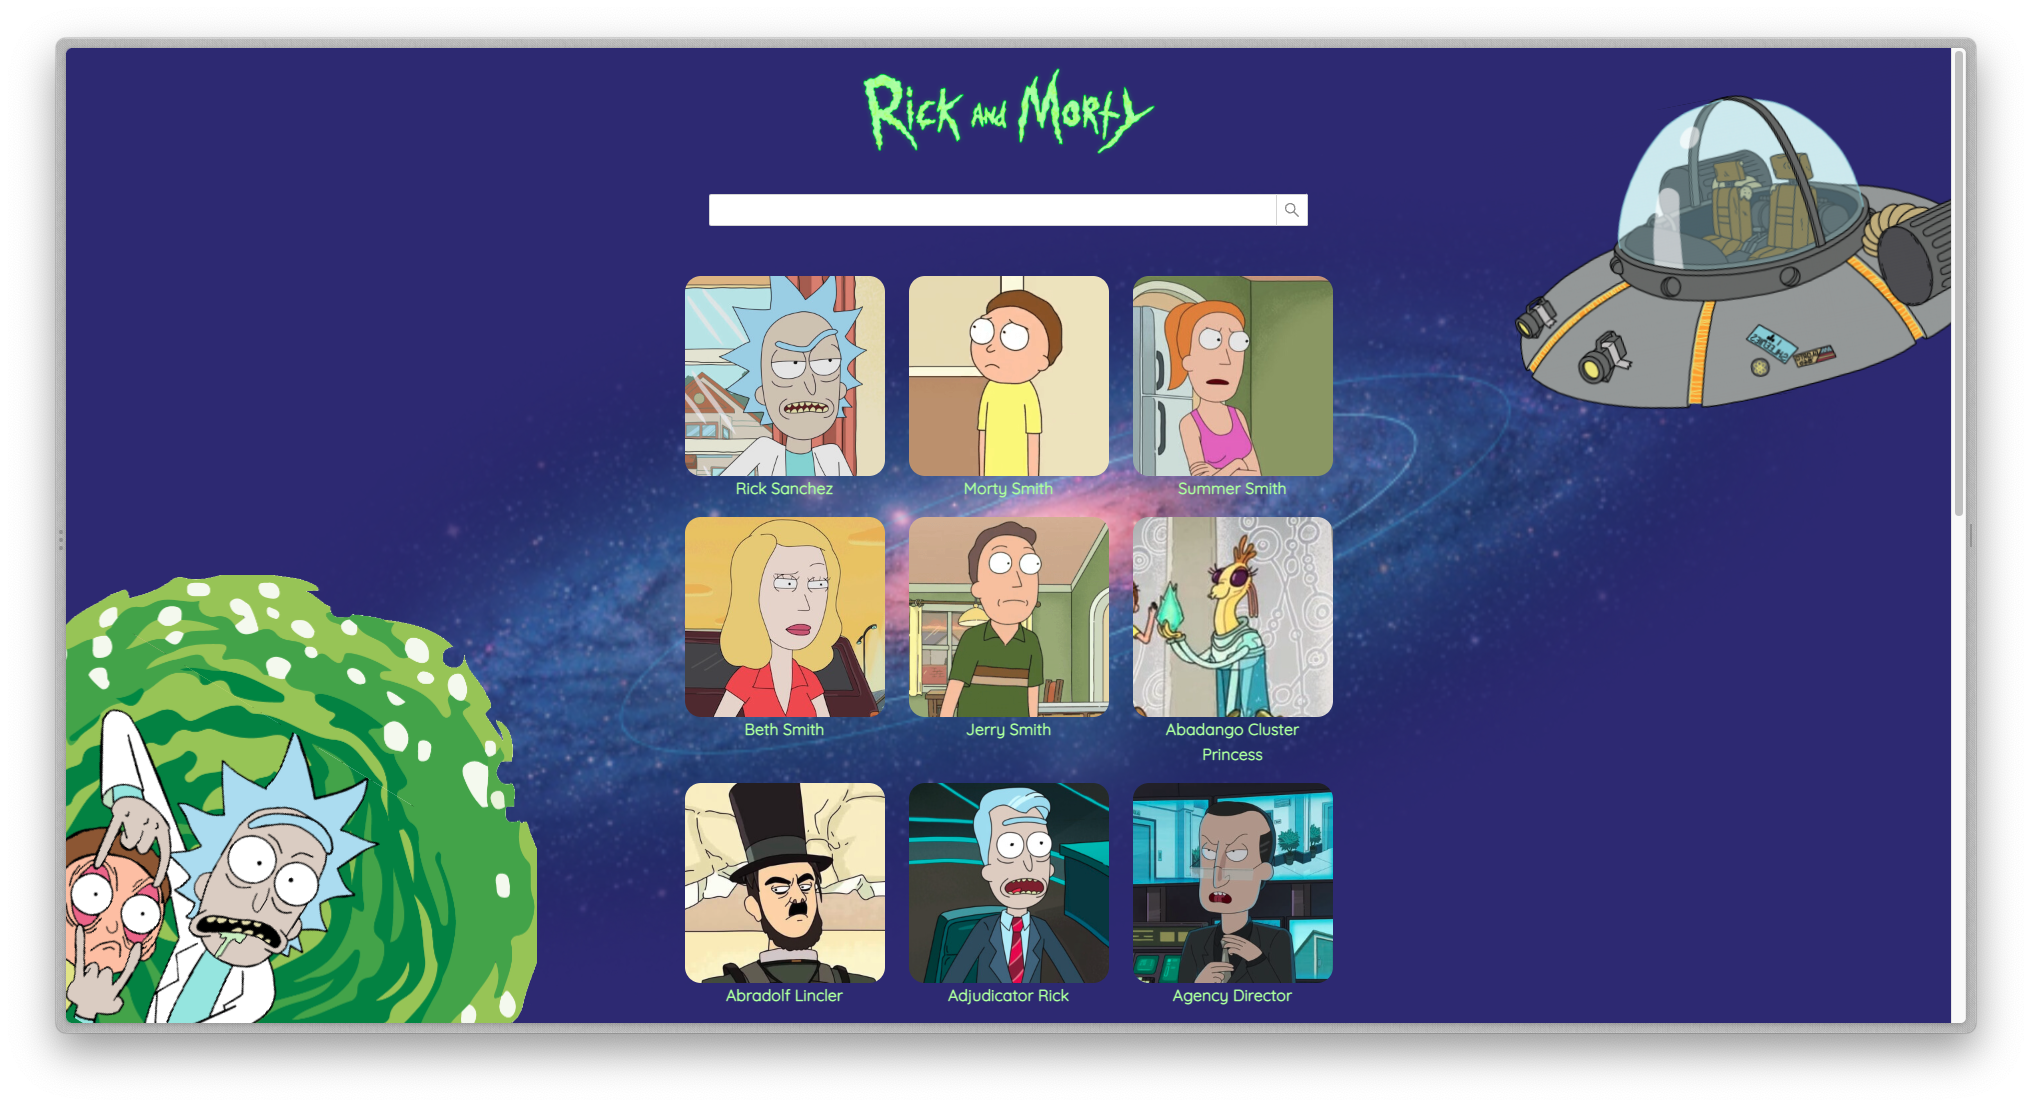 Rick and Morty
Rick Sanchez
Morty Smith
Summer Smith
Beth Smith
Jerry Smith
Abadango Cluster
Princess
Abradolf Lincler
Adjudicator Rick
Agency Director